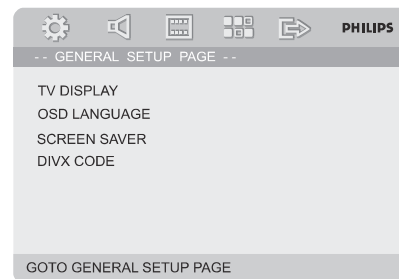 PHILIPS
-- GENERAL SETUP PAGE --
TV DISPLAY
OSD LANGUAGE
SCREEN SAVER
DIVX CODE
GOTO GENERAL SETUP PAGE